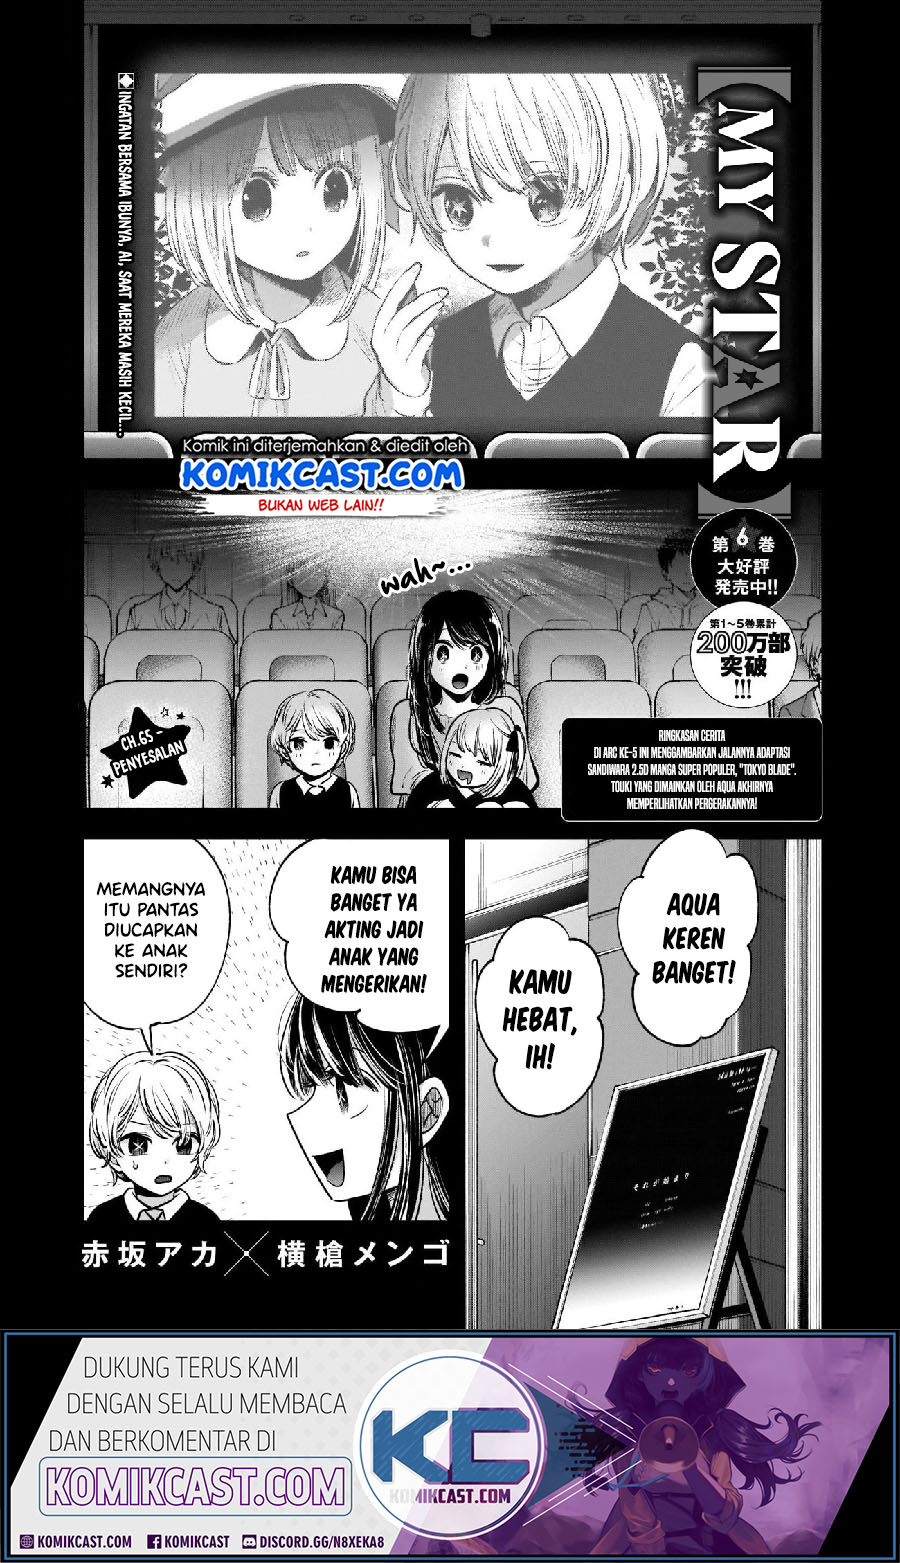 MY STAR
INGATAN BERSAMA IBUNYA, AI, SAAT MEREKA MASIH KECIL...
Komik ini diterjemahkan & diedit oleh
KOMIKCAST.COM
BUKAN WEB LAIN!!
第6巻
大好評
発売中!!
第1~5巻累計
200万部
突破
!!!
wah~...
CH.65 -
PENYESALAN
RINGKASAN CERITA
DI ARC KE-5 INI MENGGAMBARKAN JALANNYA ADAPTASI
SANDIWARA 2.5D MANGA SUPER POPULER, "TOKYO BLADE".
TOUKI YANG DIMAINKAN OLEH AQUA AKHIRNYA
MEMPERLIHATKAN PERGERAKANNYA!
AQUA
KEREN
BANGET!
KAMU
HEBAT,
IH!
それが始まり
KAMU BISA
BANGET YA
AKTING JADI
ANAK YANG
MENGERIKAN!
MEMANGNYA
ITU PANTAS
DIUCAPKAN
KE ANAK
SENDIRI?
赤坂アカ×横槍メンゴ
DUKUNG TERUS KAMI
DENGAN SELALU MEMBACA
DAN BERKOMENTAR DI
KOMIKCAST.COM
KC
KOMIKCAST.COM
KOMIKCAST.COM
KOMIKCAST
DISCORD.GG/N8XEKA8